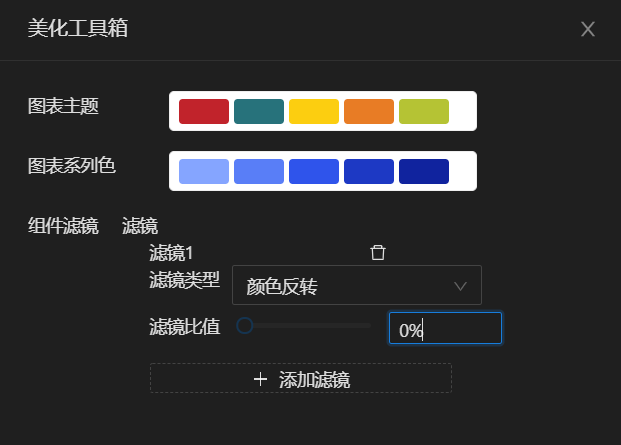 美化工具箱
图表主题
图表系列色
组件滤镜 滤镜
滤镜1
滤镜类型 颜色反转
滤镜比值 0%
添加滤镜